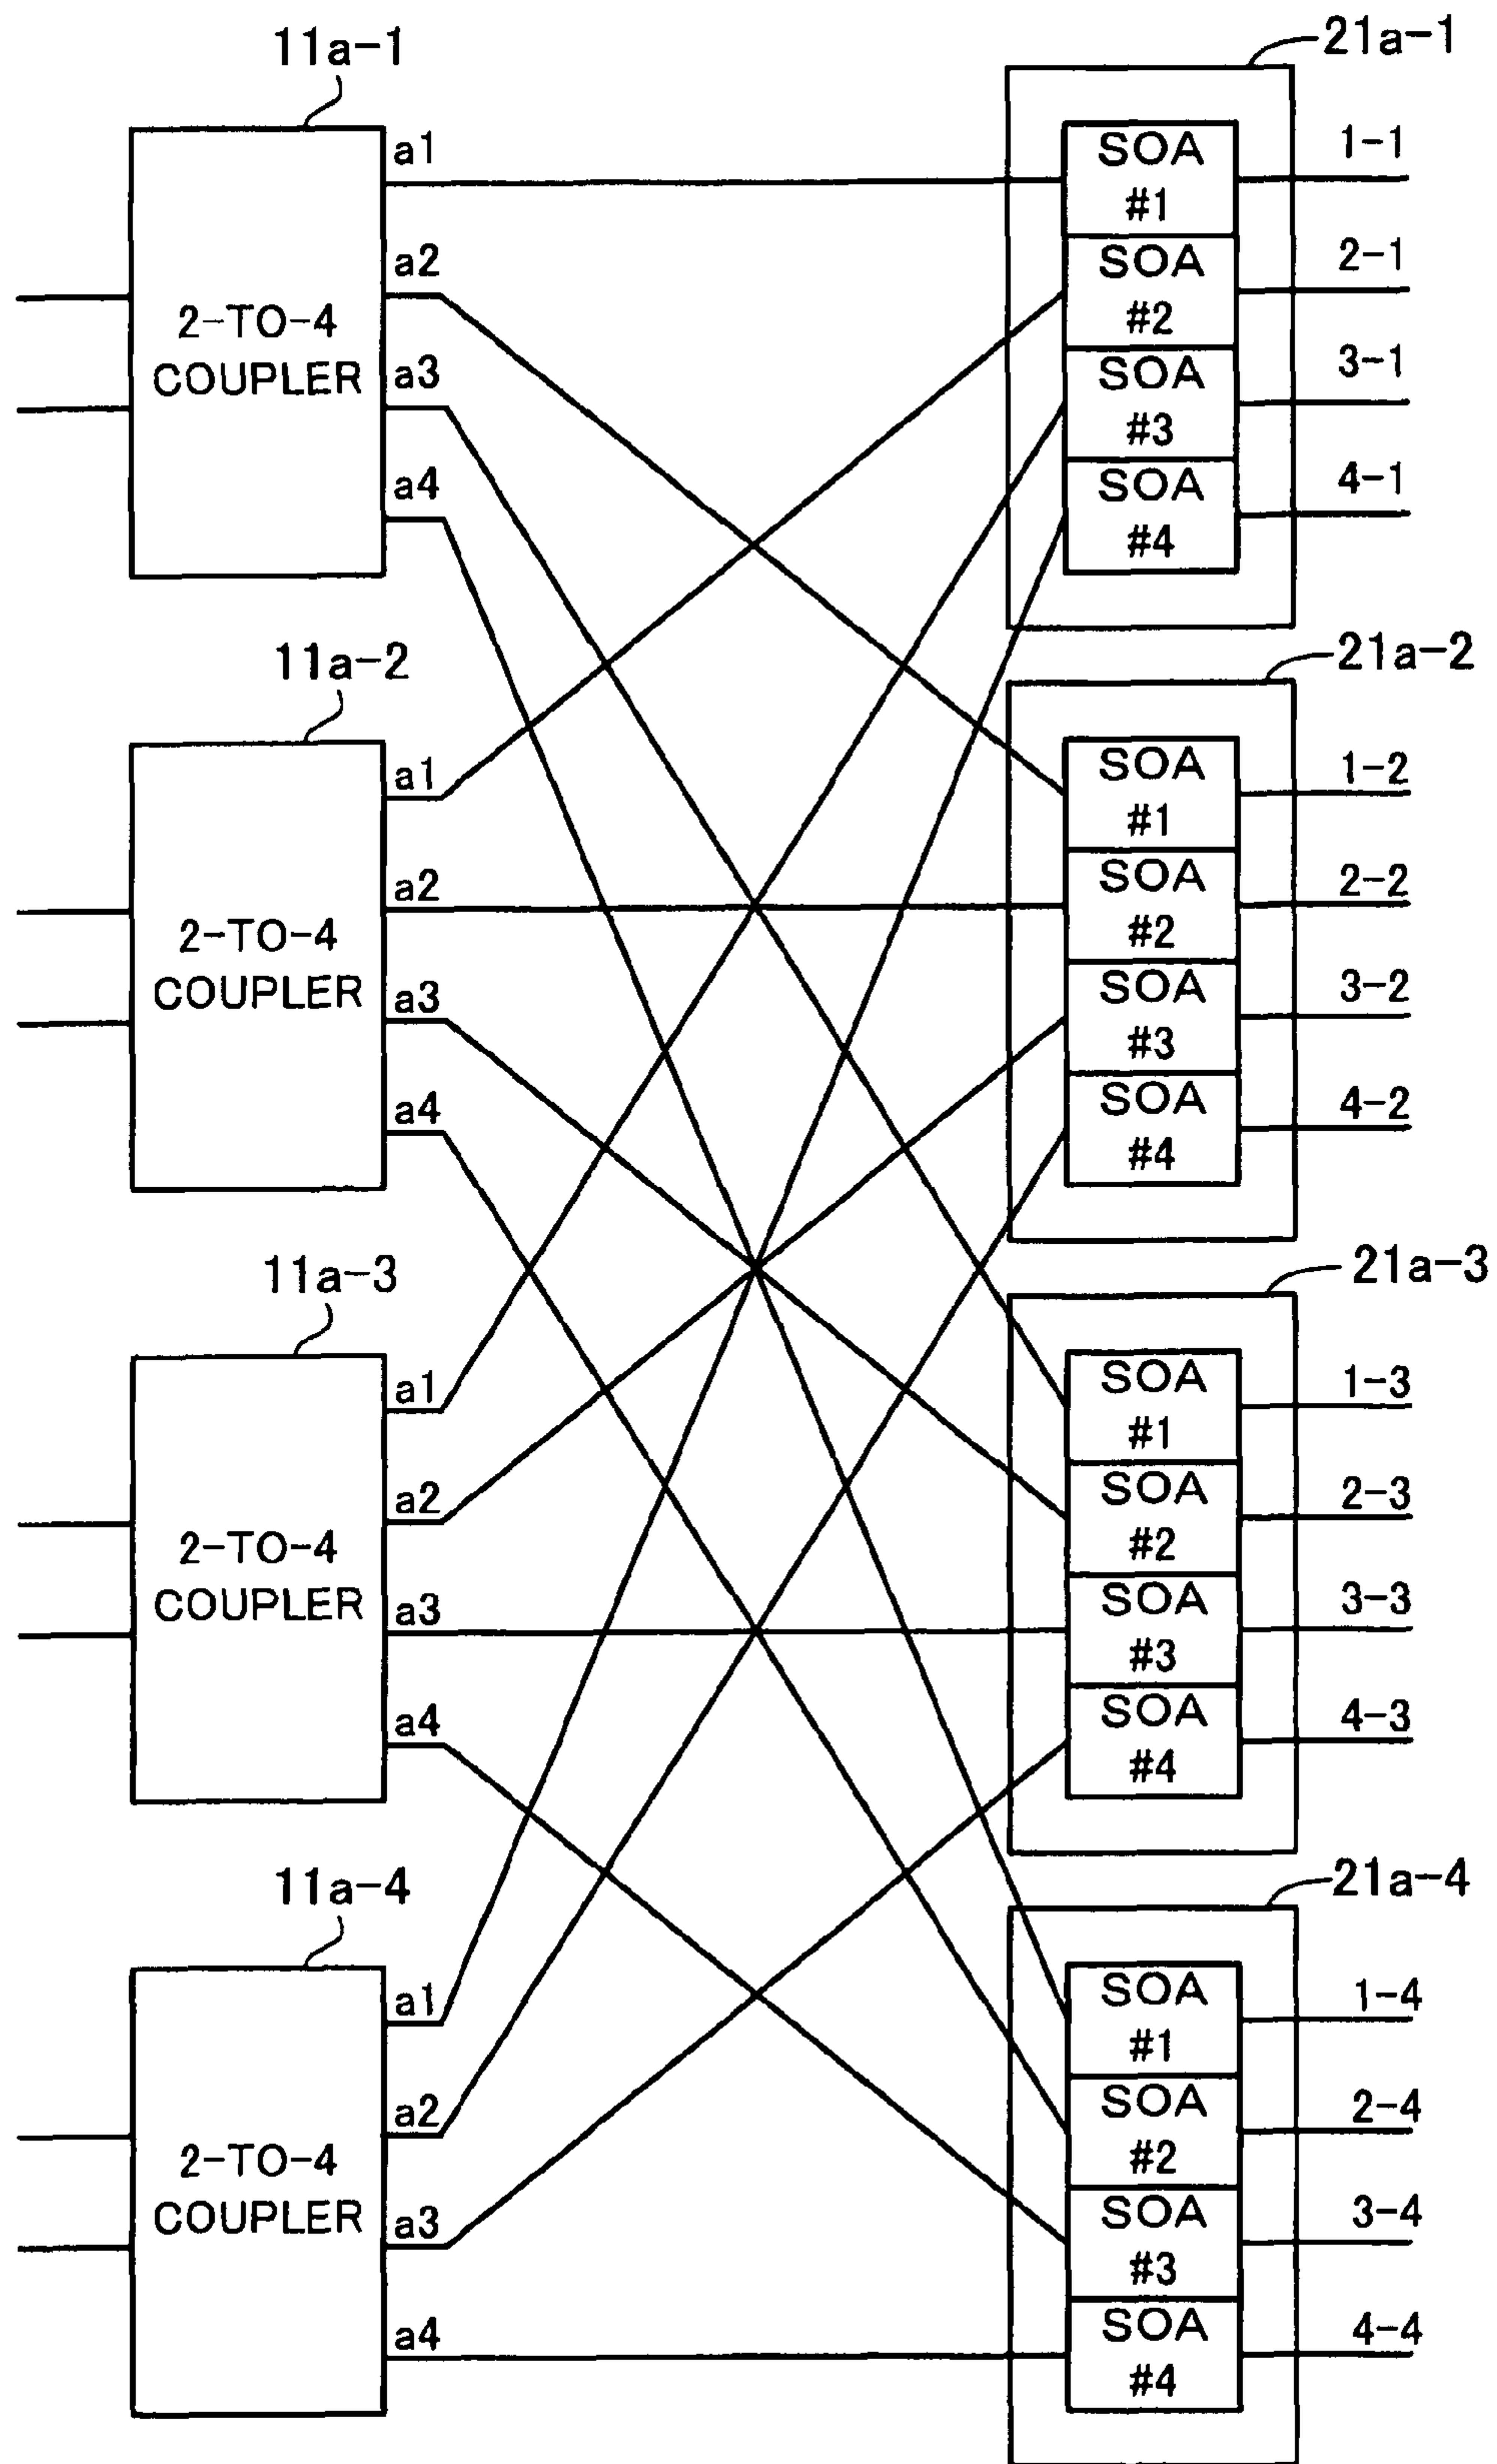 11a-1
2-TO-4
COUPLER
a1
a2
a3
a4
21a-1
SOA
#1
1-1
SOA
#2
2-1
SOA
#3
3-1
SOA
#4
4-1
11a-2
2-TO-4
COUPLER
a1
a2
a3
a4
21a-2
SOA
#1
1-2
SOA
#2
2-2
SOA
#3
3-2
SOA
#4
4-2
11a-3
2-TO-4
COUPLER
a1
a2
a3
a4
21a-3
SOA
#1
1-3
SOA
#2
2-3
SOA
#3
3-3
SOA
#4
4-3
11a-4
2-TO-4
COUPLER
a1
a2
a3
a4
21a-4
SOA
#1
1-4
SOA
#2
2-4
SOA
#3
3-4
SOA
#4
4-4